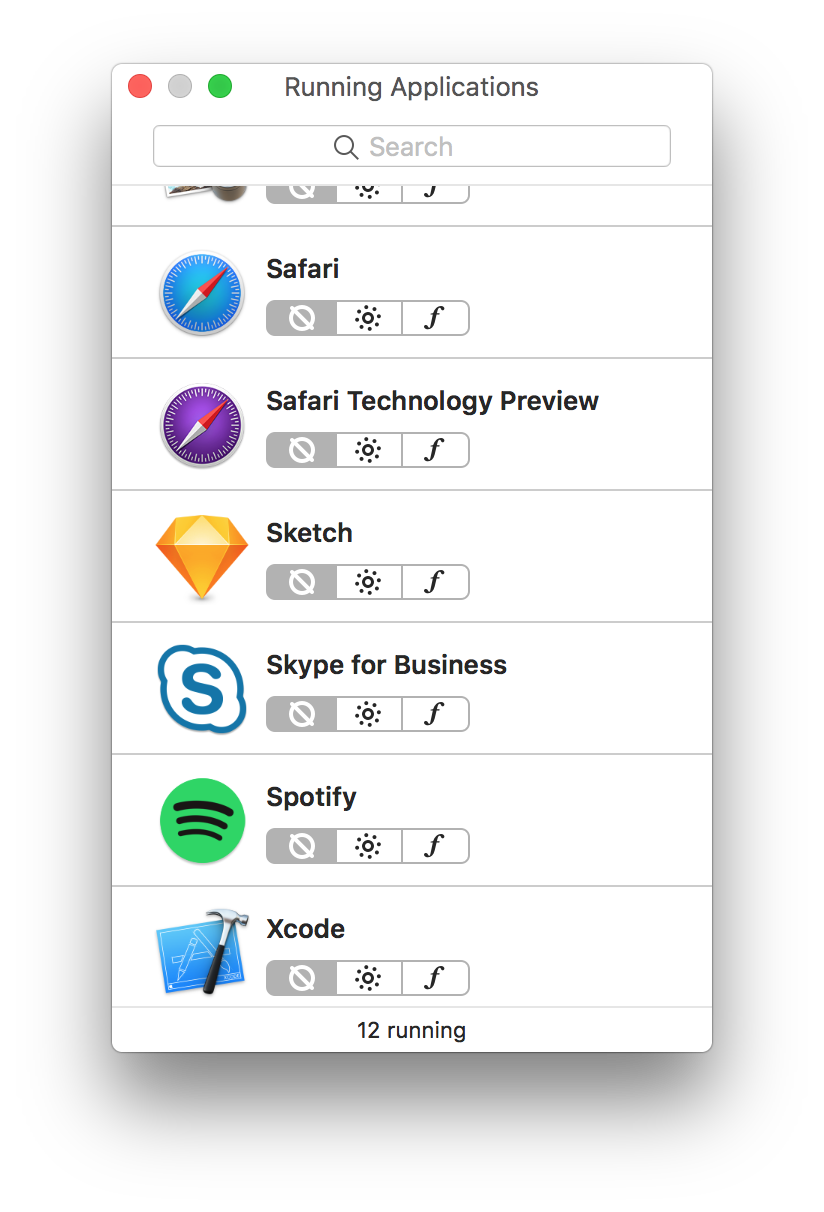 Running Applications
Search
f
Safari
f
Safari Technology Preview
f
Sketch
f
Skype for Business
S
f
Spotify
f
Xcode
f
12 running